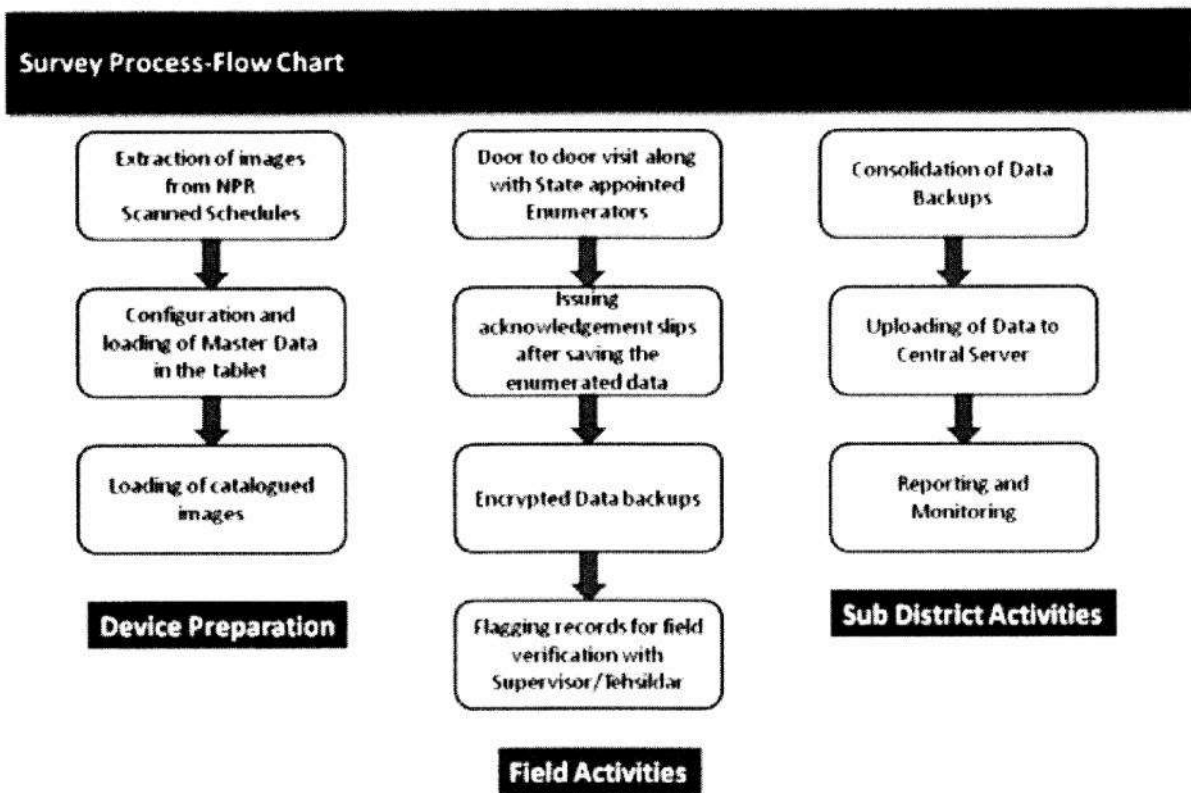 Survey Process-Flow Chart
Extraction of images
from NPR
Scanned Schedules
Configuration and
loading of Master Data
in the tablet
Loading of catalogued
images
Device Preparation
Door to door visit along
with State appointed
Enumerators
Issuing
acknowledgement slips
after saving the
enumerated data
Encrypted Data backups
Flagging records for field
verification with
Supervisor/Tehsildar
Field Activities
Consolidation of Data
Backups
Uploading of Data to
Central Server
Reporting and
Monitoring
Sub District Activities